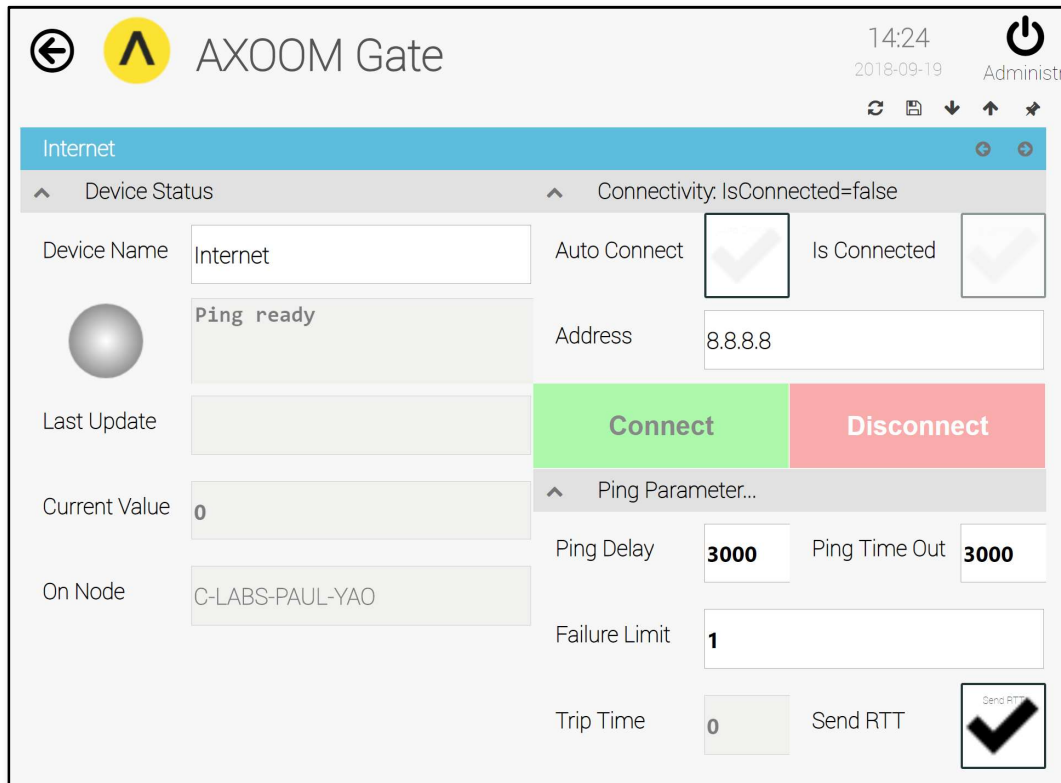 AXOOM Gate
14:24
2018-09-19
Administr
Internet
Device Status
Device Name
Internet
Ping ready
Last Update
Current Value
0
On Node
C-LABS-PAUL-YAO
Connectivity: IsConnected=false
Auto Connect
Is Connected
Address
8.8.8.8
Connect
Disconnect
Ping Parameter...
Ping Delay
3000
Ping Time Out
3000
Failure Limit
1
Trip Time
0
Send RTT
Send RTT